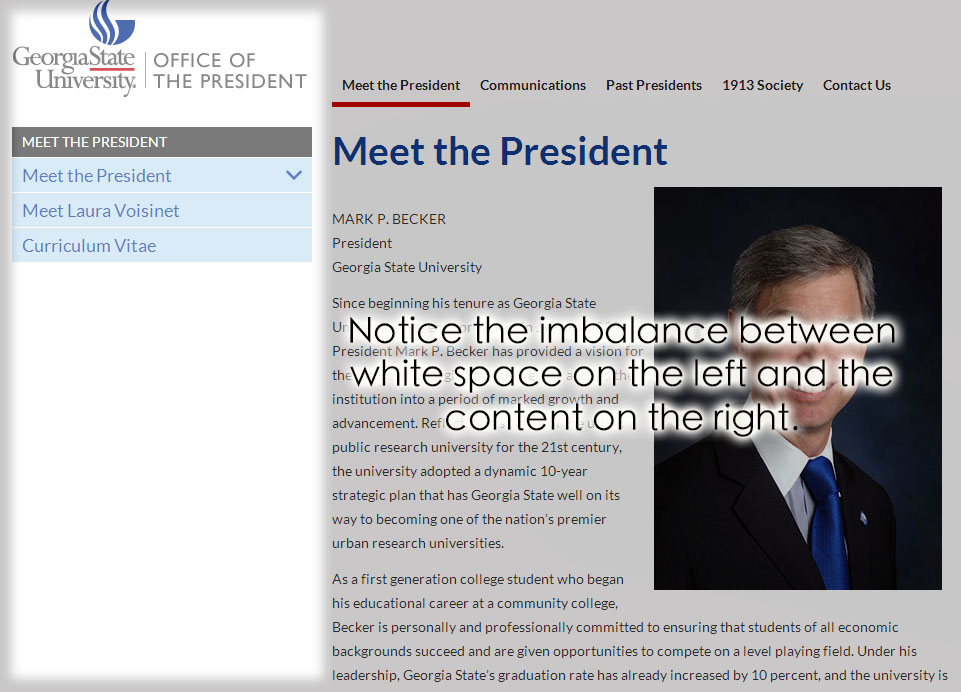 GeorgiaState
University
OFFICE OF
THE PRESIDENT
Meet the President Communications Past Presidents 1913 Society Contact Us
MEET THE PRESIDENT
Meet the President
Meet Laura Voisinet
Curriculum Vitae
Meet the President
MARK P. BECKER
President
Georgia State University
Since beginning his tenure as Georgia State
President Mark P. Becker has provided a vision for
the
institution into a period of marked growth and
advancement.
public research university for the 21st century,
the university adopted a dynamic 10-year
strategic plan that has Georgia State well on its
way to becoming one of the nation's premier
urban research universities.
As a first generation college student who began
his educational career at a community college,
Becker is personally and professionally committed to ensuring that students of all economic
backgrounds succeed and are given opportunities to compete on a level playing field. Under his
leadership, Georgia State's graduation rate has already increased by 10 percent, and the university is
Notice the imbalance between
white space on the left and the
content on the right.